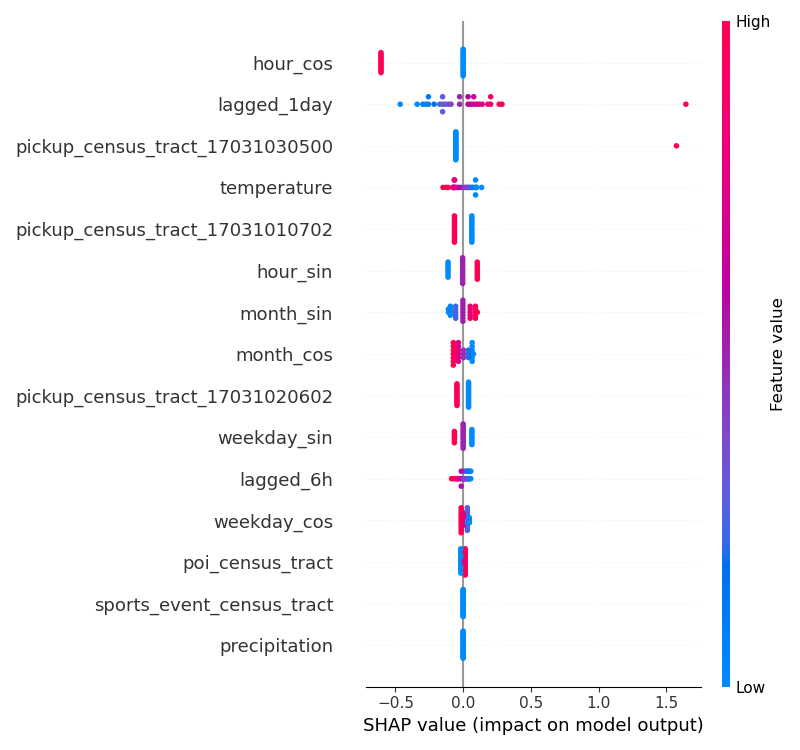 High
hour_cos
lagged_1day
pickup_census_tract_17031030500
temperature
pickup_census_tract_17031010702
hour_sin
month_sin
month_cos
pickup_census_tract_17031020602
weekday_sin
lagged_6h
weekday_cos
poi_census_tract
sports_event_census_tract
precipitation
Feature value
Low
−0.5 0.0 0.5 1.0 1.5
SHAP value (impact on model output)